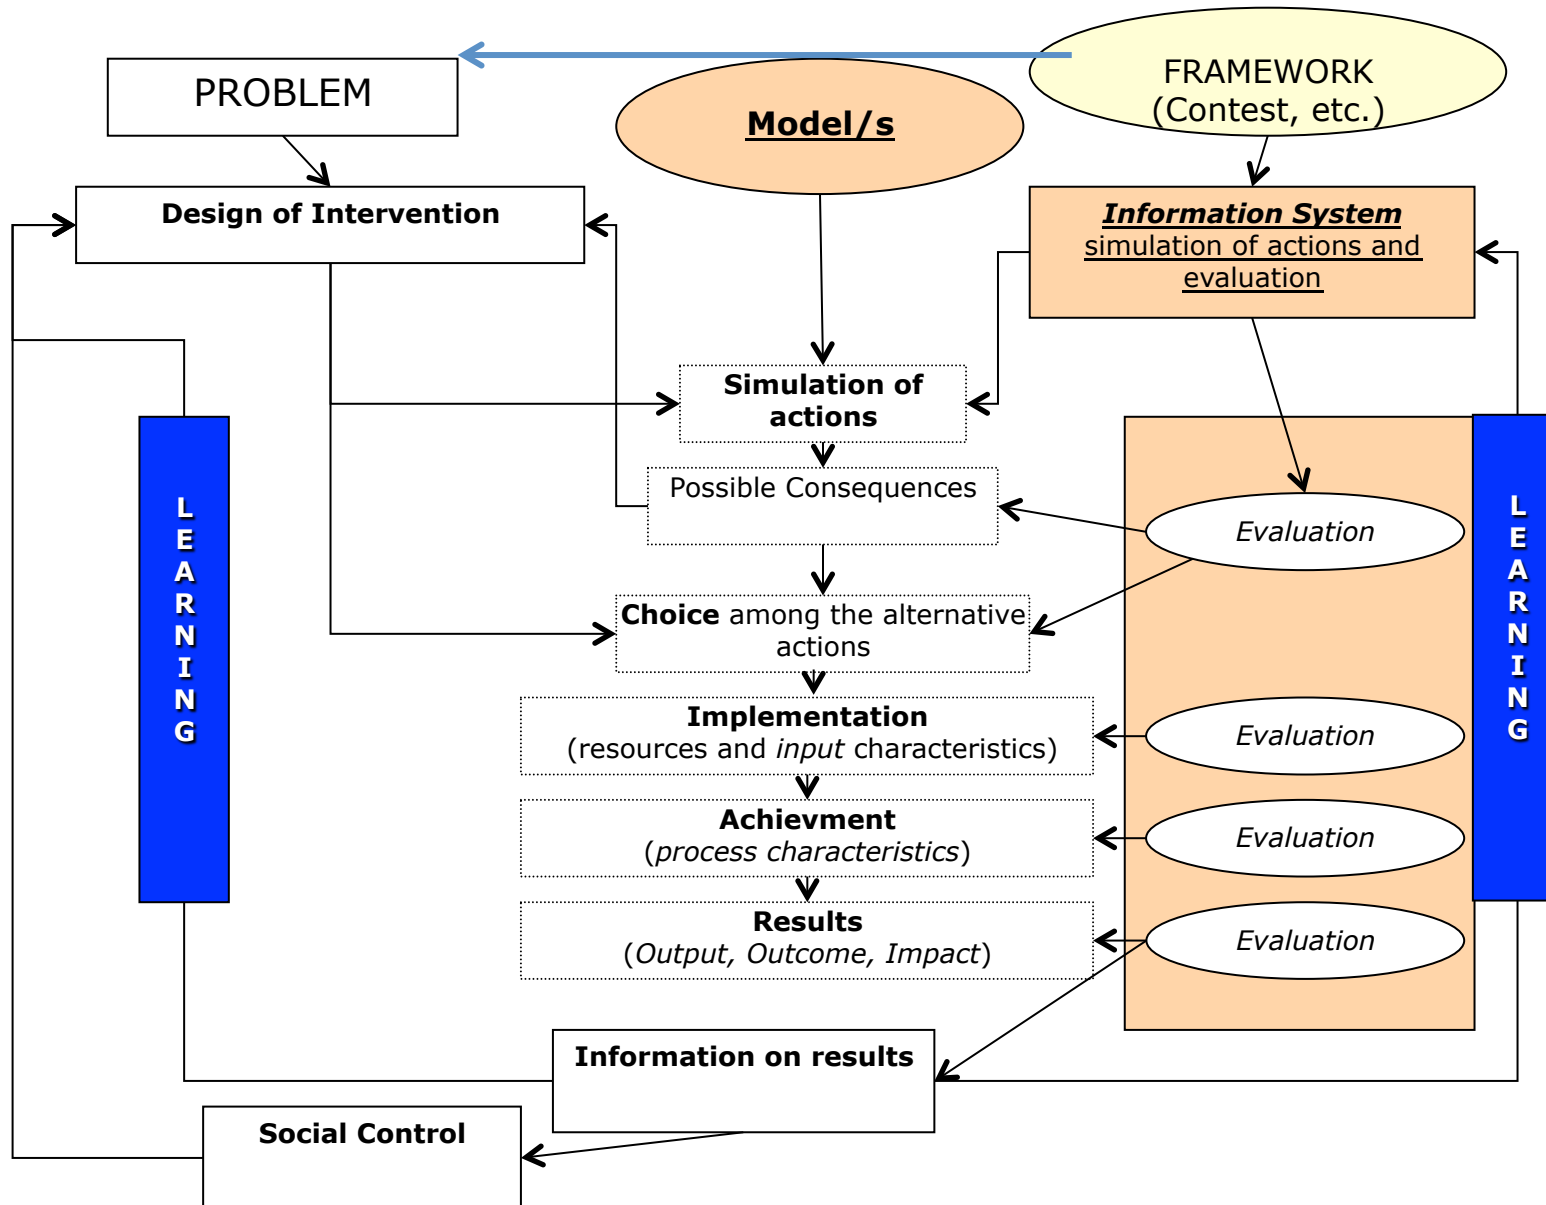 PROBLEM
Model/s
FRAMEWORK
(Contest, etc.)
Design of Intervention
Information System
simulation of actions and
evaluation
Simulation of
actions
Possible Consequences
Evaluation
Choice among the alternative
actions
Implementation
(resources and input characteristics)
Evaluation
Achievment
(process characteristics)
Evaluation
Results
(Output, Outcome, Impact)
Evaluation
L
E
A
R
N
I
N
G
L
E
A
R
N
I
N
G
Information on results
Social Control